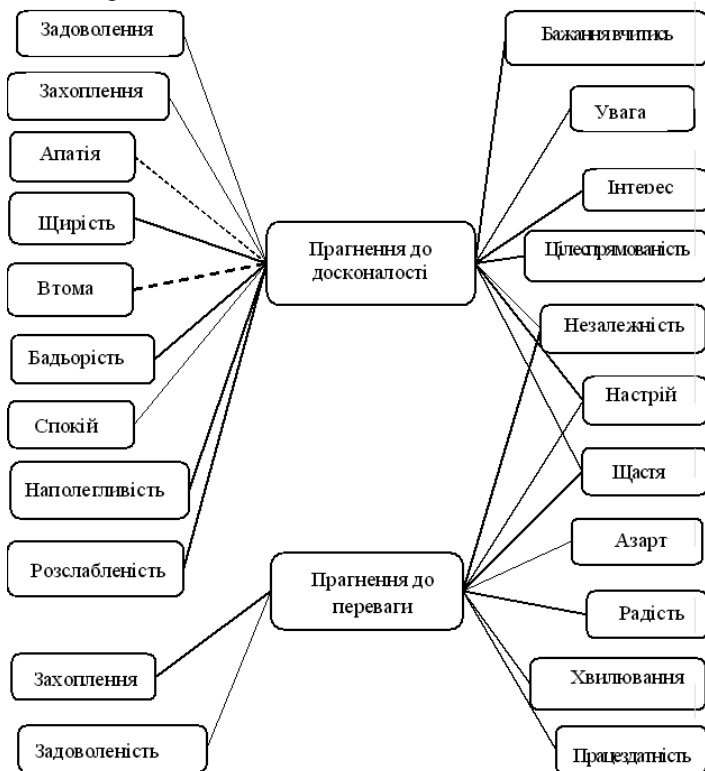 Задоволення
Бажання вчитись
Захоплення
Увага
Апатія
Інтерес
Щирість
Прагнення до
досконалості
Цілеспрямованість
Втома
Незалежність
Бадьорість
Настрій
Спокій
Щастя
Наполегливість
Азарт
Розслабленість
Прагнення до
переваги
Радість
Захоплення
Хвилювання
Задоволеність
Працездатність